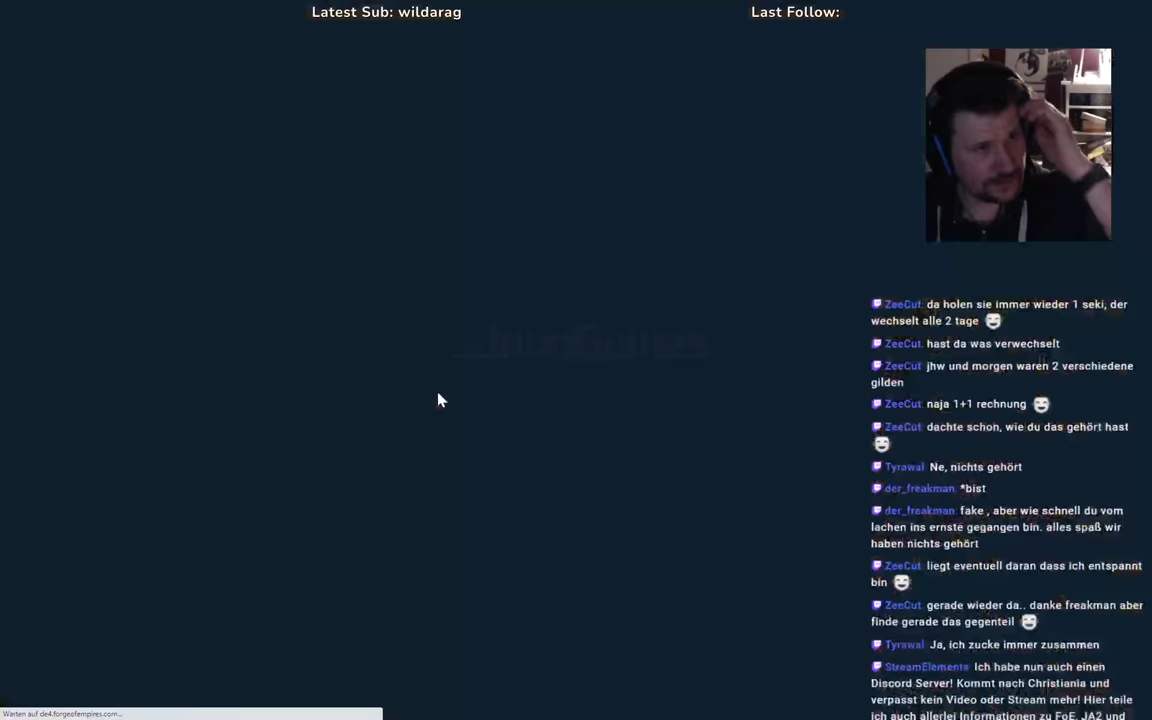 Latest Sub: wildarag
Last Follow:
ZeeCut: da holen sie immer wieder 1 seki, der
wechselt alle 2 tage
ZeeCut: hast da was verwechselt
ZeeCut: jhw und morgen waren 2 verschiedene
gilden
ZeeCut: naja 1+1 rechnung
ZeeCut: dachte schon, wie du das gehört hast
Tyrawal: Ne, nichts gehört
der_freakman: *bist
der_freakman: fake , aber wie schnell du vom
lachen ins ernste gegangen bin. alles spaß wir
haben nichts gehört
ZeeCut: liegt eventuell daran dass ich entspannt
bin
ZeeCut: gerade wieder da.. danke freakman aber
finde gerade das gegenteil
Tyrawal: Ja, ich zucke immer zusammen
StreamElements: Ich habe nun auch einen
Discord Server! Kommt nach Christiania und
verpasst kein Video oder Stream mehr! Hier teile
ich auch allerlei Informationen zu FoE, JA2 und
Warten auf de4.forgeofempires.com...